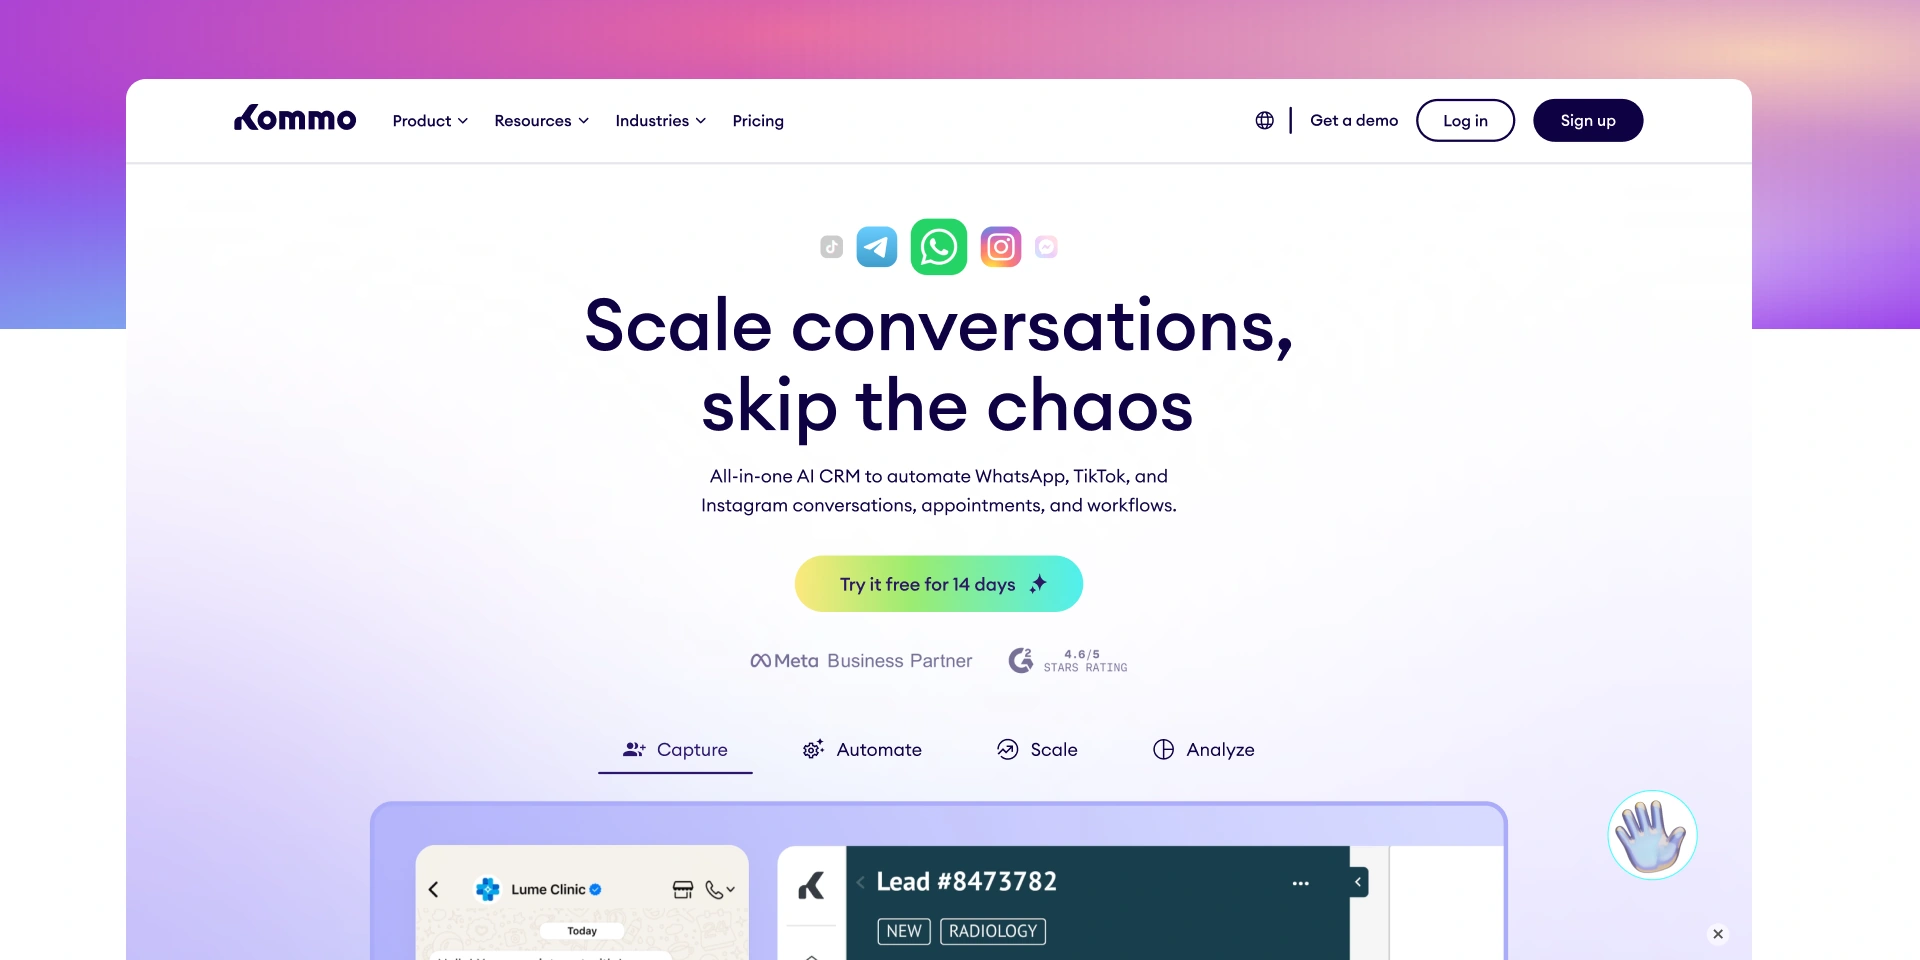 Kommo
Product
Resources
Industries
Pricing
Get a demo
Log in
Sign up
Scale conversations,
skip the chaos
All-in-one AI CRM to automate WhatsApp, TikTok, and
Instagram conversations, appointments, and workflows.
Try it free for 14 days
Meta Business Partner
G2
4.6/5
STARS RATING
Capture
Automate
Scale
Analyze
Lume Clinic
Today
Lead #8473782
NEW
RADIOLOGY